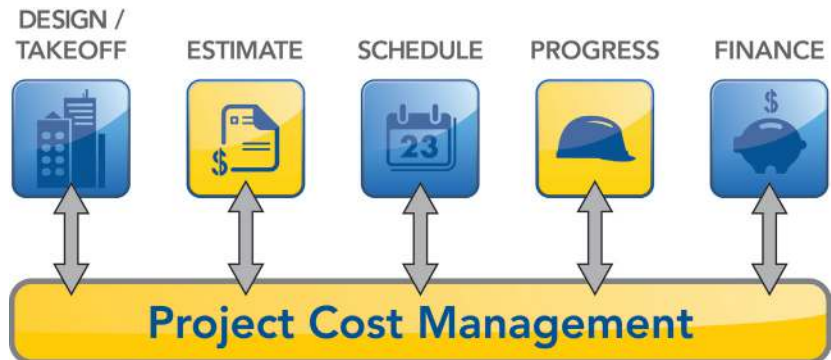 DESIGN /
TAKEOFF
ESTIMATE
SCHEDULE
PROGRESS
FINANCE
$
23
$
Project Cost Management